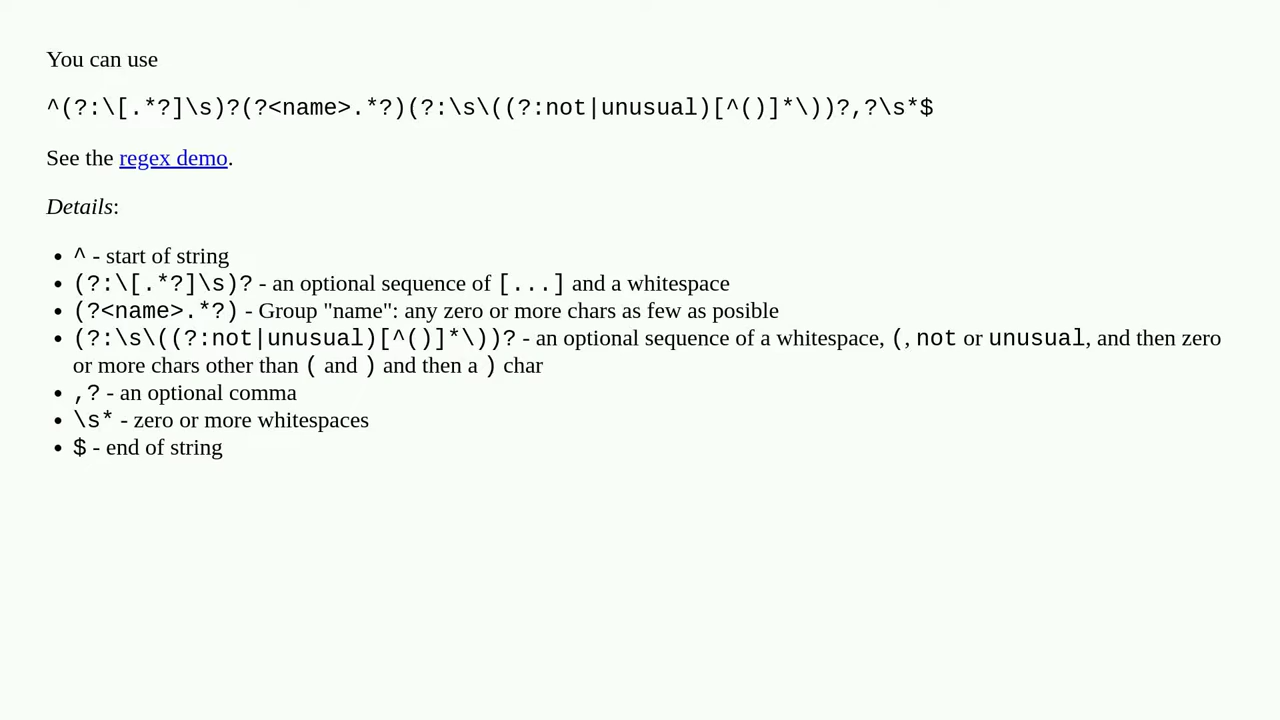 You can use
^(?:\[.*?]\s)?(?<name>.*?)(?:\s\((?:not|unusual)[^()]*\))?,?\s*$
See the regex demo.
Details:
• ^ - start of string
• (?:\[.*?]\s)? - an optional sequence of [...] and a whitespace
• (?<name>.*?) - Group "name": any zero or more chars as few as posible
• (?:\s\((?:not|unusual)[^()]*\))? - an optional sequence of a whitespace, (, not or unusual, and then zero
or more chars other than ( and ) and then a ) char
• ,? - an optional comma
• \s* - zero or more whitespaces
• $ - end of string